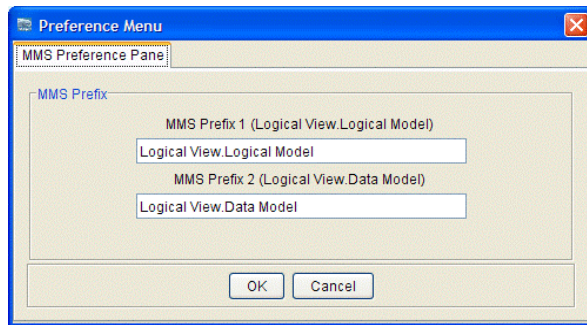 Preference Menu
MMS Preference Pane
MMS Prefix
MMS Prefix 1 (Logical View.Logical Model)
Logical View.Logical Model
MMS Prefix 2 (Logical View.Data Model)
Logical View.Data Model
OK Cancel